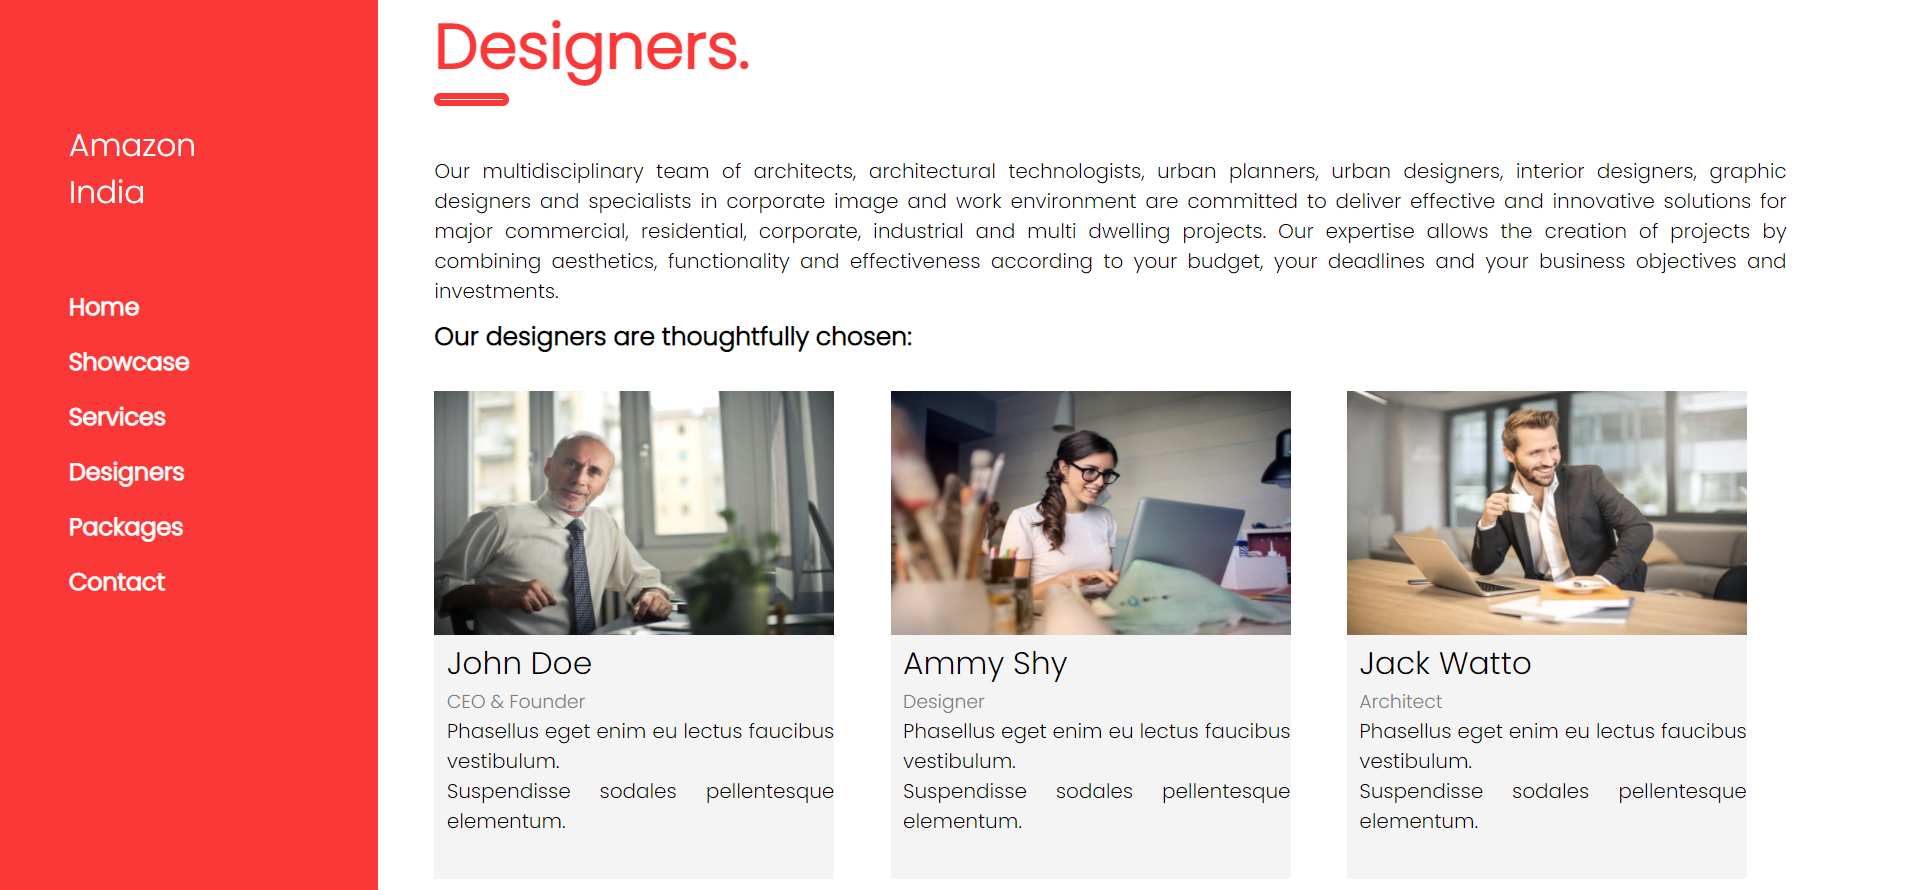 Amazon
India
Home
Showcase
Services
Designers
Packages
Contact
Designers.
Our multidisciplinary team of architects, architectural technologists, urban planners, urban designers, interior designers, graphic
designers and specialists in corporate image and work environment are committed to deliver effective and innovative solutions for
major commercial, residential, corporate, industrial and multi dwelling projects. Our expertise allows the creation of projects by
combining aesthetics, functionality and effectiveness according to your budget, your deadlines and your business objectives and
investments.
Our designers are thoughtfully chosen:
John Doe
CEO & Founder
Phasellus eget enim eu lectus faucibus
vestibulum.
Suspendisse sodales pellentesque
elementum.
Ammy Shy
Designer
Phasellus eget enim eu lectus faucibus
vestibulum.
Suspendisse sodales pellentesque
elementum.
Jack Watto
Architect
Phasellus eget enim eu lectus faucibus
vestibulum.
Suspendisse sodales pellentesque
elementum.